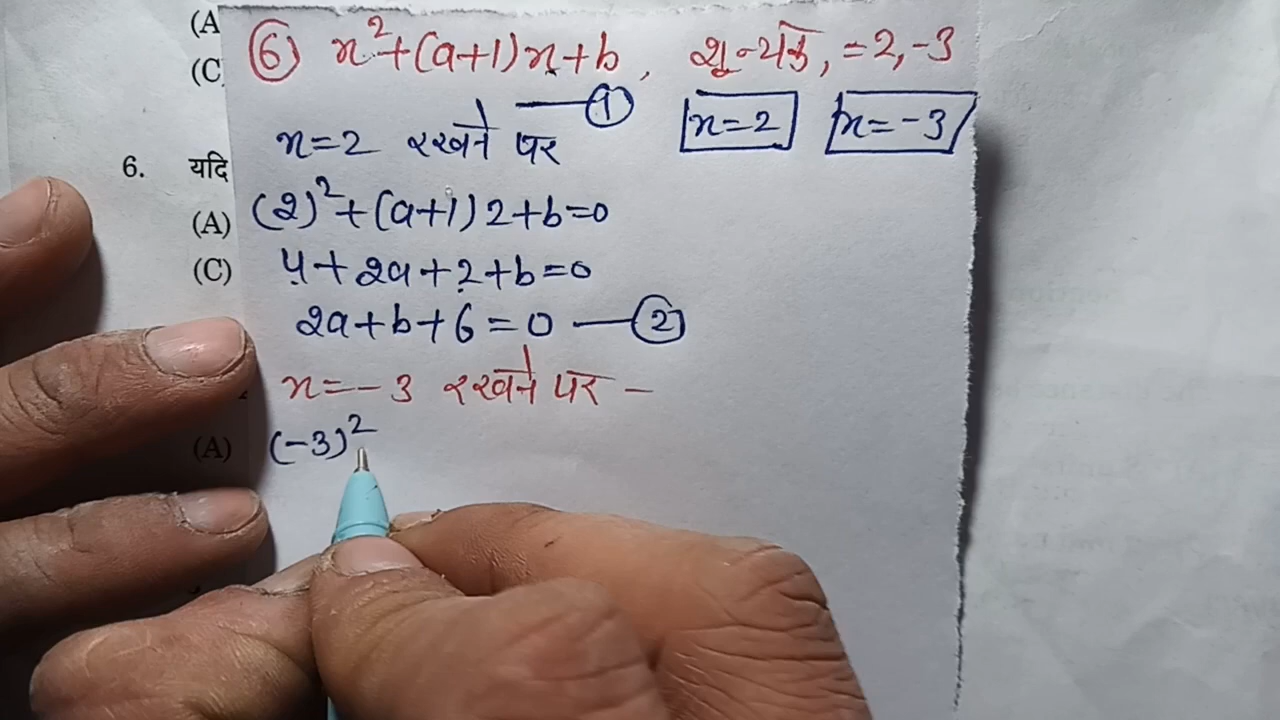 (A
(C
⑥ x²+(a+1)x+b, शून्यक, =2,-3
—① x=2 x=-3
x=2 रखने पर
6. यदि
(A) (2)²+(a+1)2+b=0
(C) 4+2a+2+b=0
2a+b+6=0 —②
x=-3 रखने पर -
(A) (-3)²